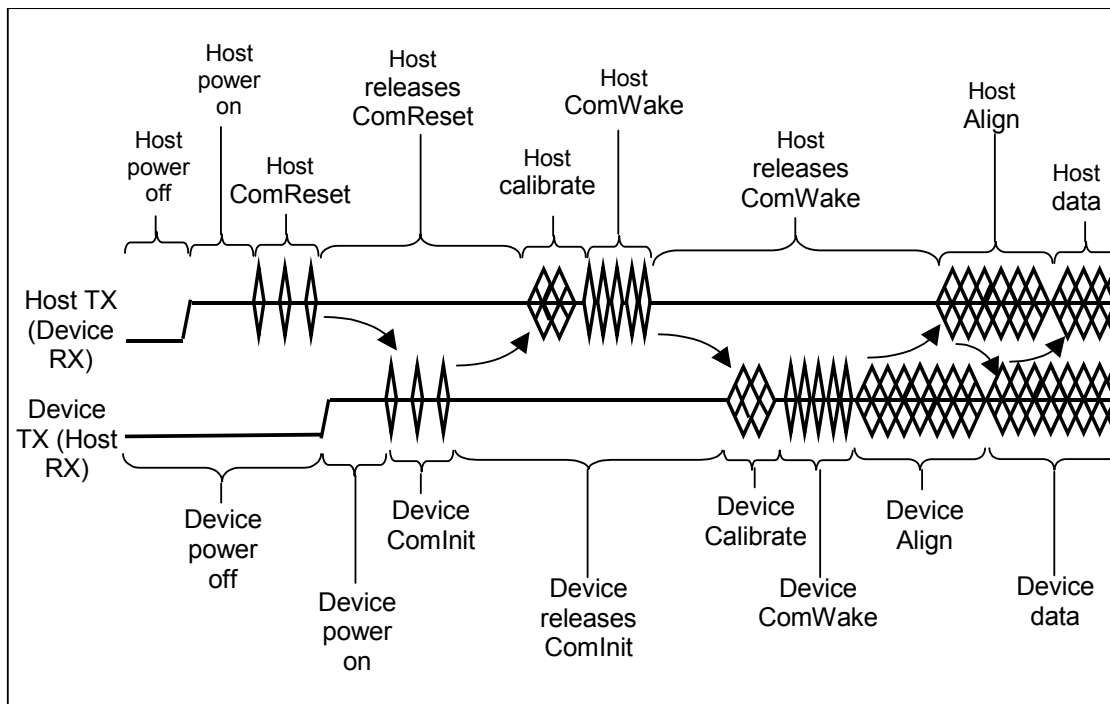 Host
power
off
Host
power
on
Host
ComReset
Host
releases
ComReset
Host
calibrate
Host
ComWake
Host
releases
ComWake
Host
Align
Host
data
Host TX
(Device
RX)
Device
TX (Host
RX)
Device
power
off
Device
power
on
Device
ComInit
Device
releases
ComInit
Device
Calibrate
Device
ComWake
Device
Align
Device
data